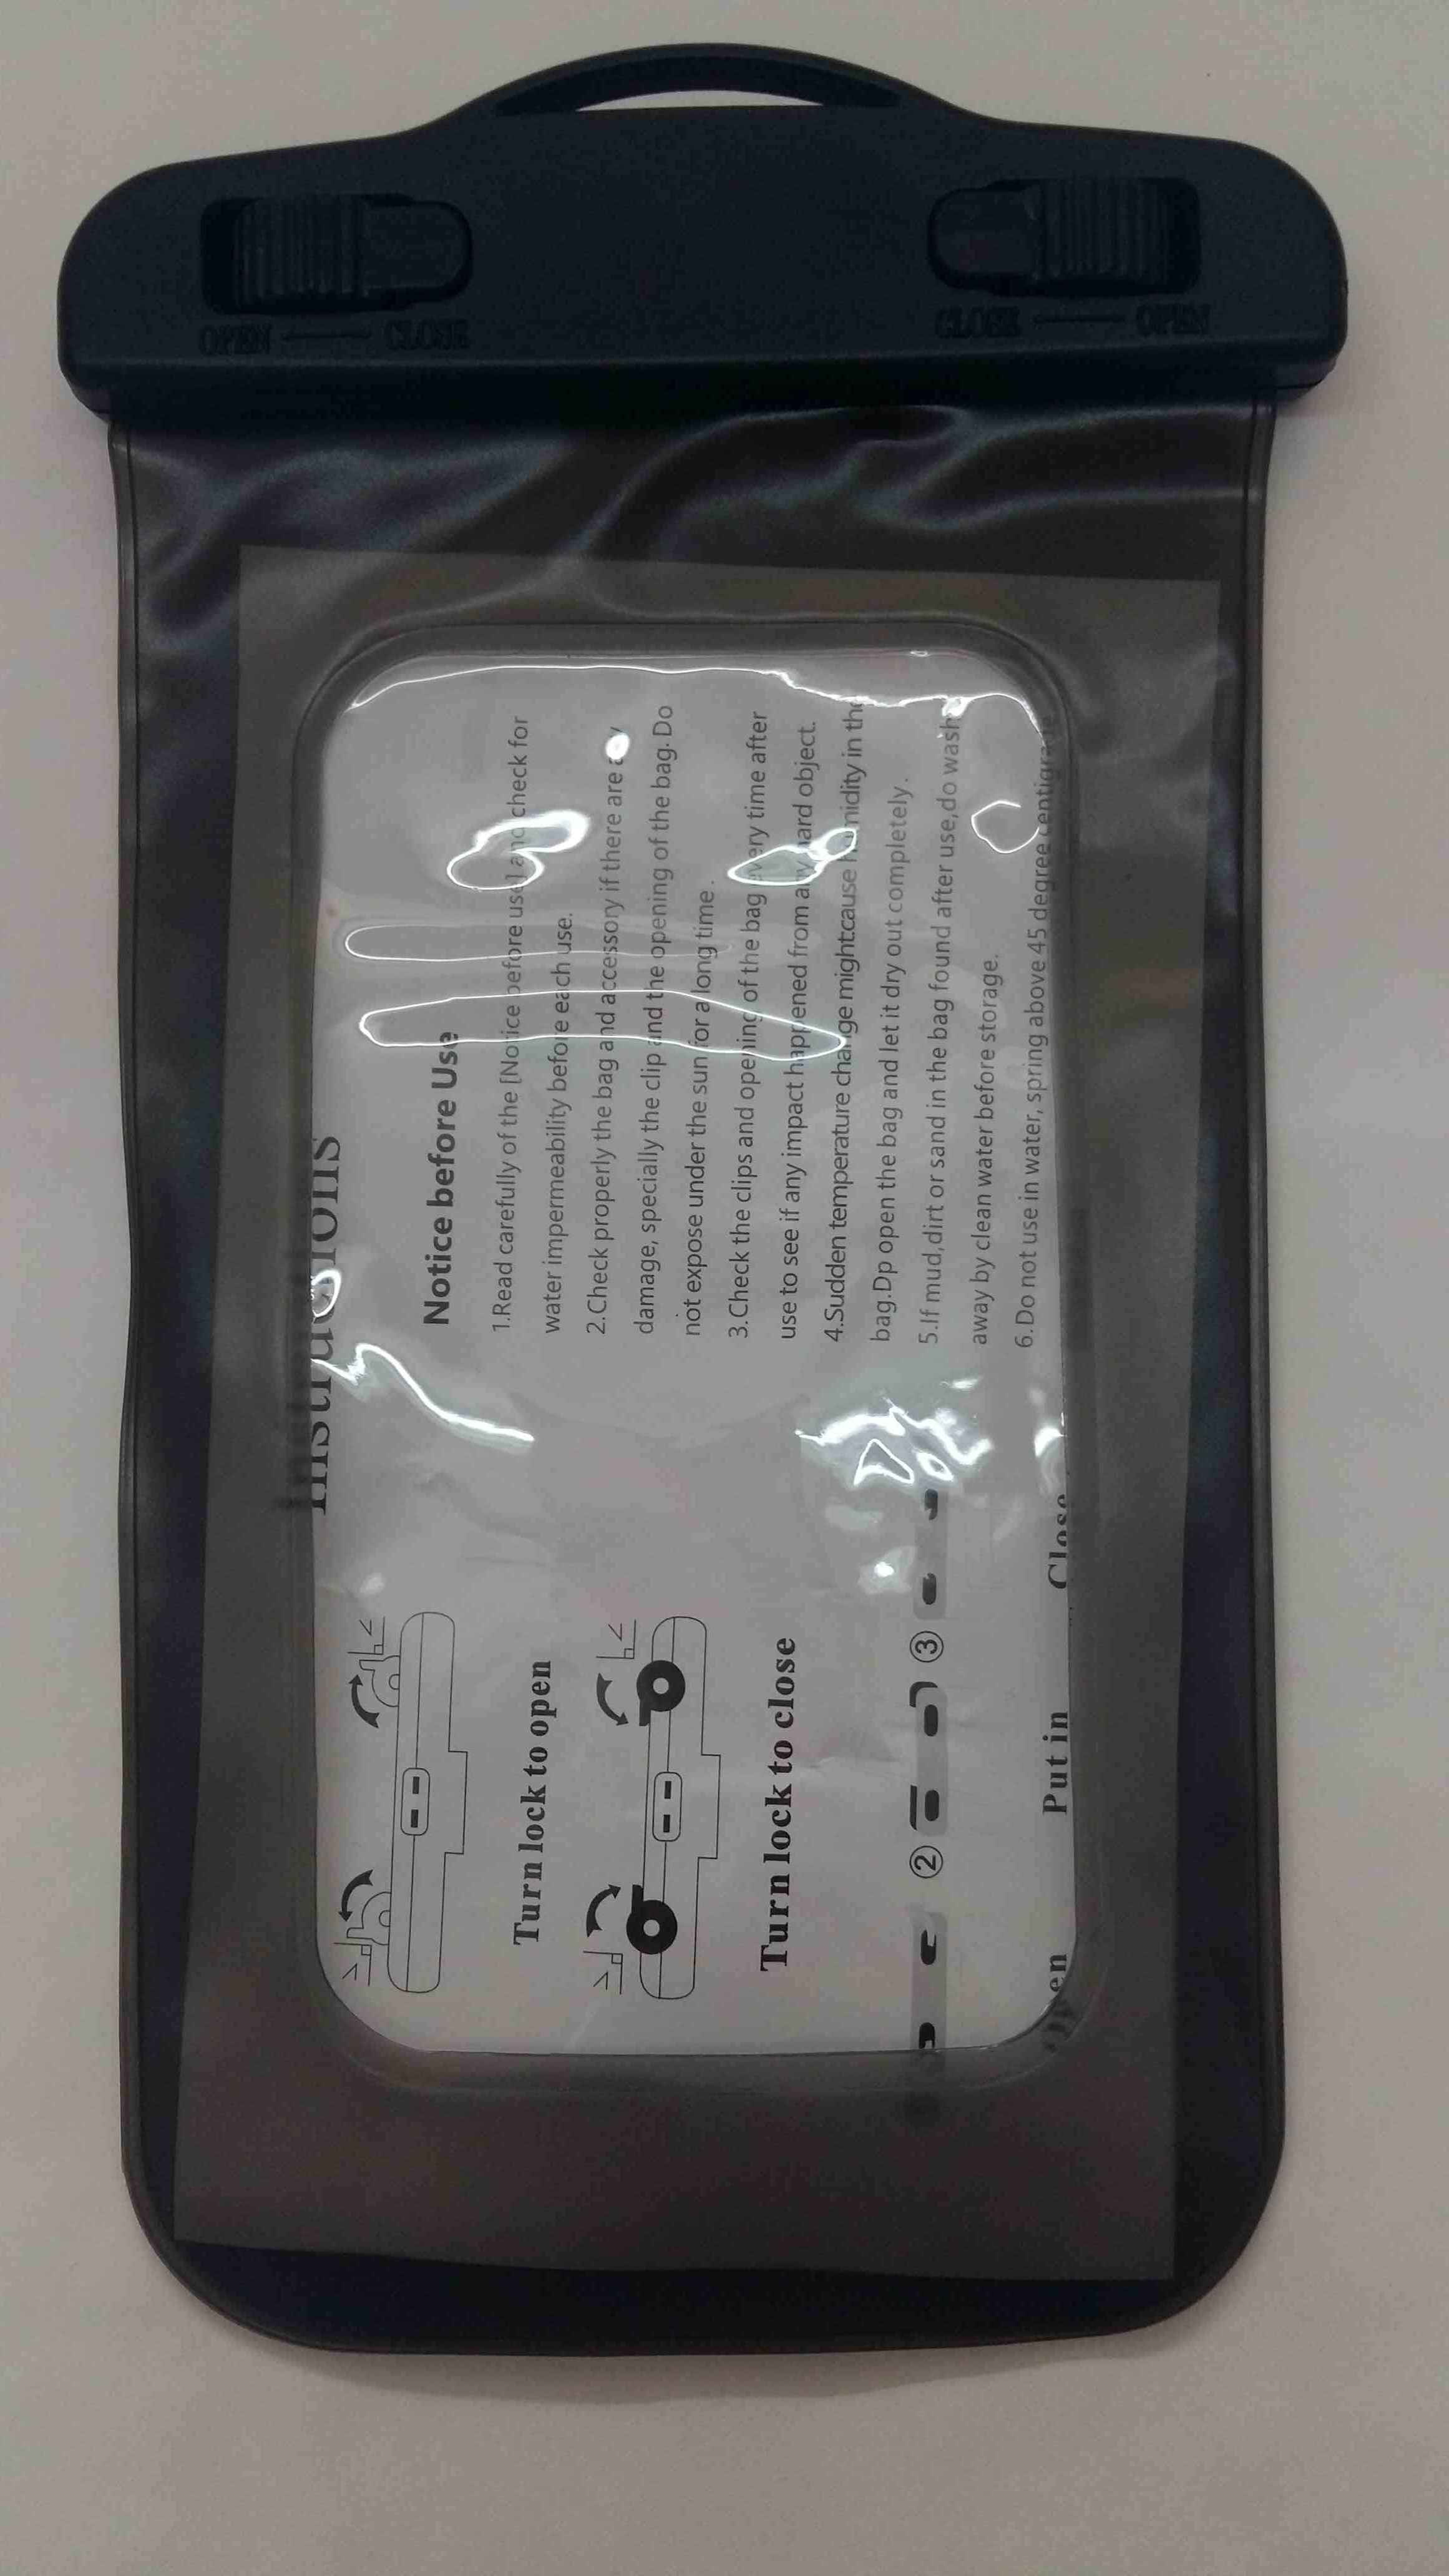 OPEN CLOSE
CLOSE OPEN
Instructions
Turn lock to open
Turn lock to close
② ③
Put in Close
Notice before Use
1.Read carefully of the [Notice before use] and check for
water impermeability before each use.
2.Check properly the bag and accessory if there are
damage, specially the clip and the opening of the bag. Do
not expose under the sun for a long time.
3.Check the clips and opening of the bag every time after
use to see if any impact happened from any hard object.
4.Sudden temperature change might cause humidity in the
bag.Dp open the bag and let it dry out completely.
5.If mud,dirt or sand in the bag found after use,do wash
away by clean water before storage.
6.Do not use in water, spring above 45 degree centigrade